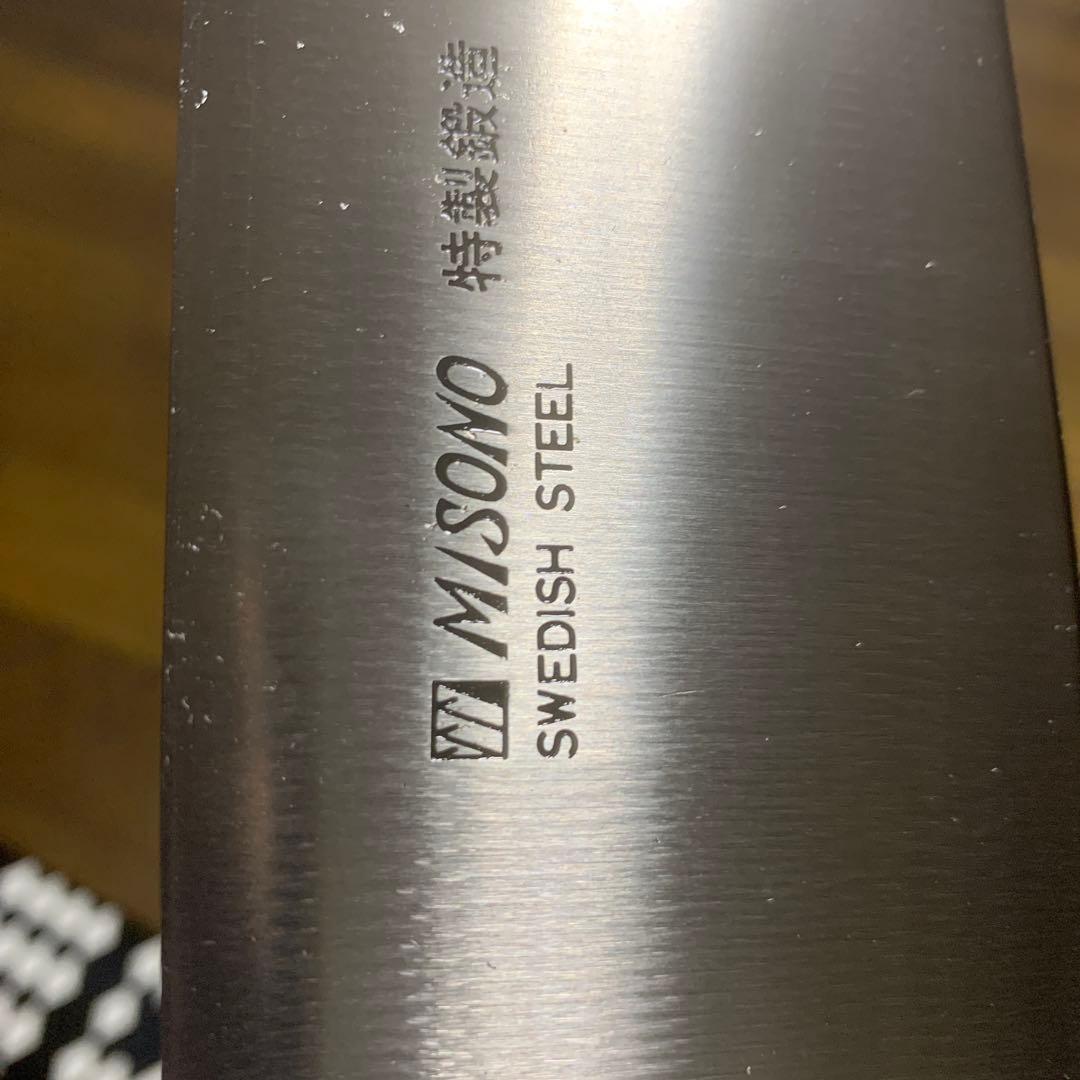 MISONO 特製鍛造
SWEDISH STEEL